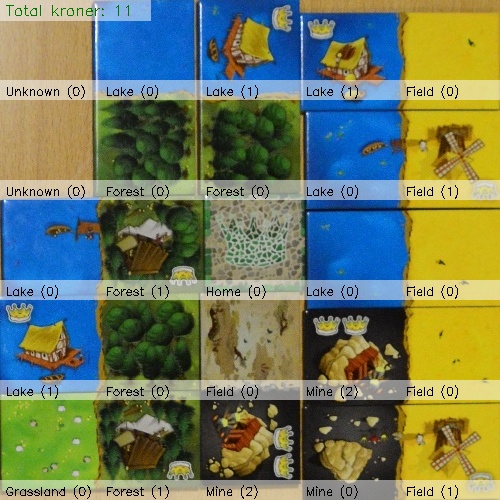 Total kroner: 11
Unknown (0) Lake (0) Lake (1) Lake (1) Field (0)
Unknown (0) Forest (0) Forest (0) Lake (0) Field (1)
Lake (0) Forest (1) Home (0) Lake (0) Field (0)
Lake (1) Forest (0) Field (0) Mine (2) Field (0)
Grassland (0) Forest (1) Mine (2) Mine (0) Field (1)